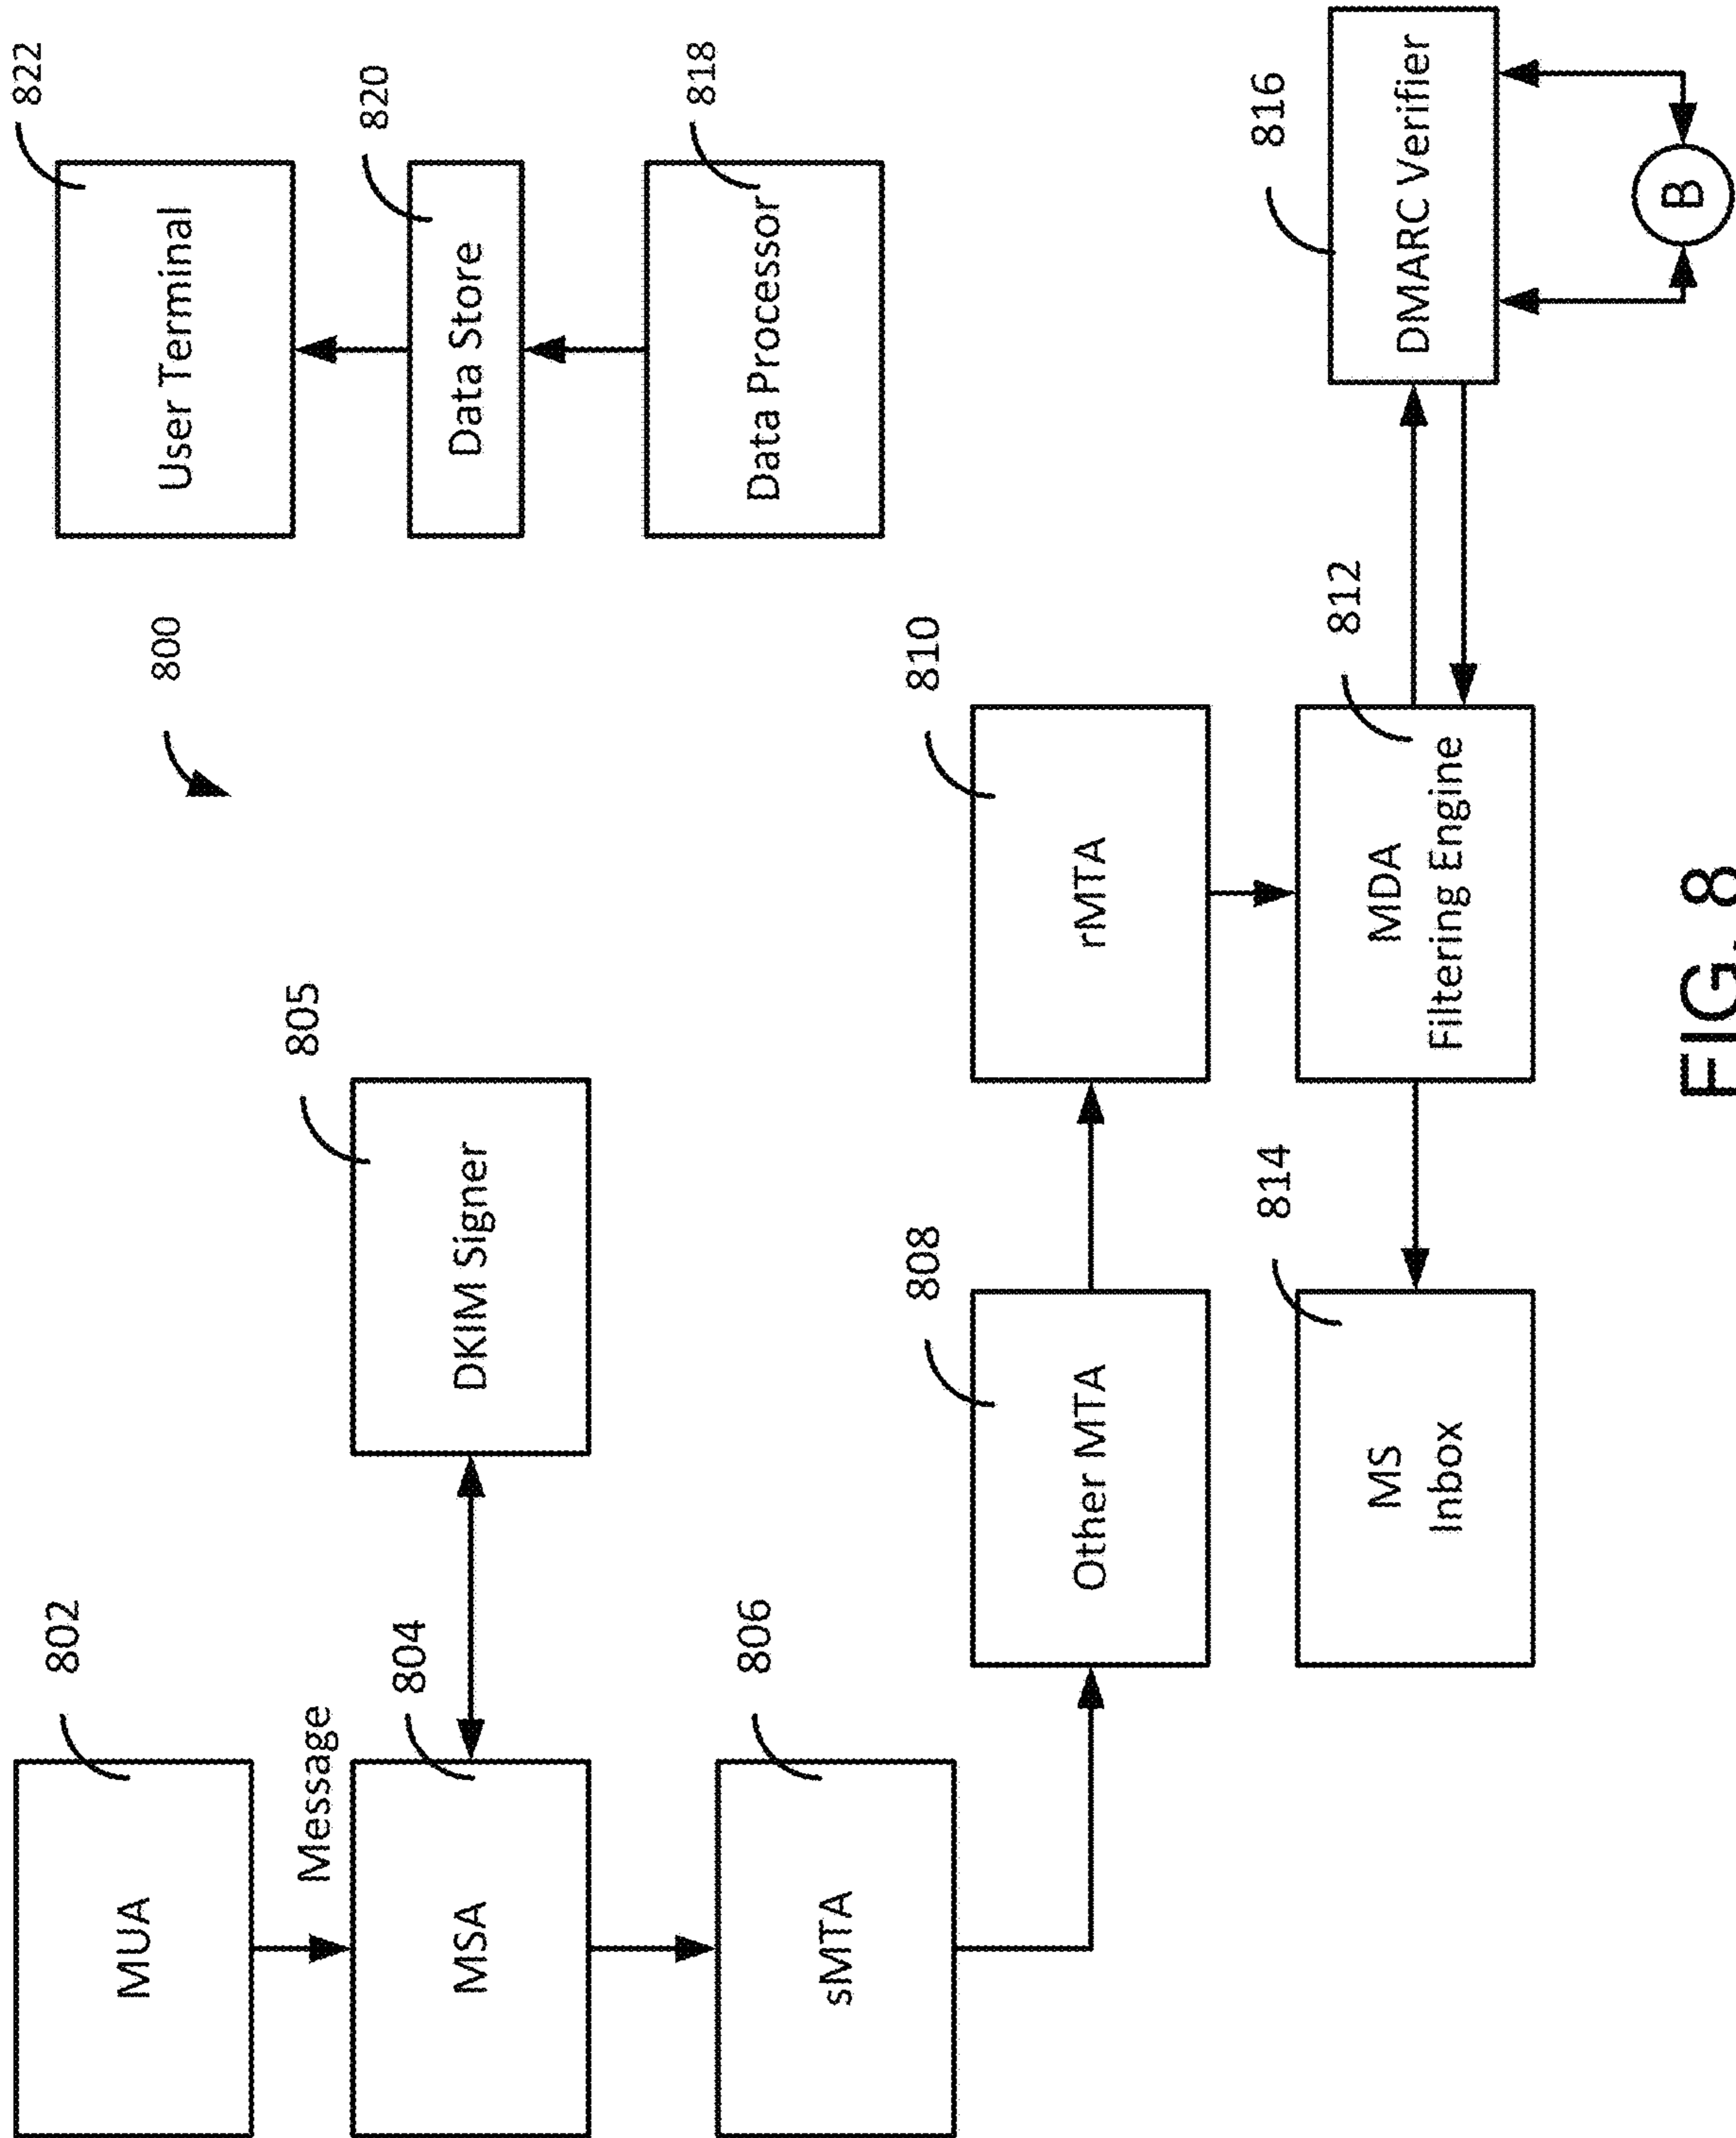 800
802
MUA
Message
804
MSA
805
DKIM Signer
806
sMTA
808
Other MTA
810
rMTA
812
MDA
Filtering Engine
814
MS
Inbox
816
DMARC Verifier
B
818
Data Processor
820
Data Store
822
User Terminal
FIG. 8